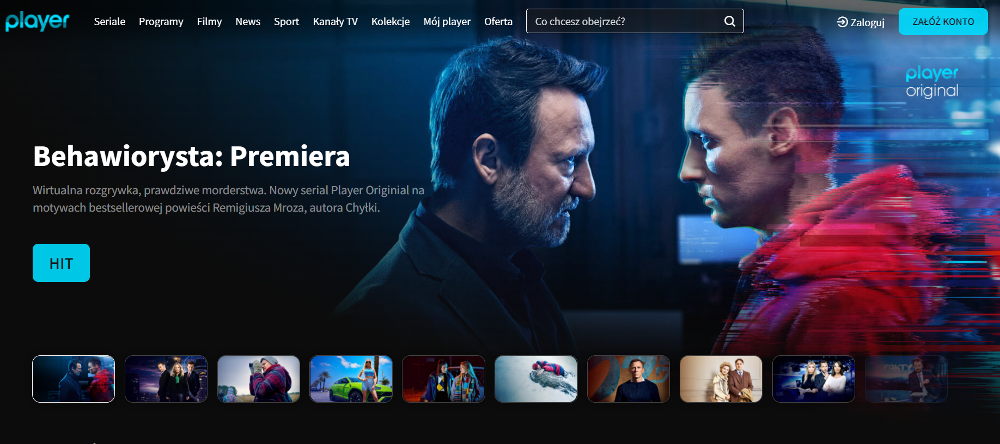 player
Seriale
Programy
Filmy
News
Sport
Kanały TV
Kolekcje
Mój player
Oferta
Co chcesz obejrzeć?
Zaloguj
ZAŁÓŻ KONTO
player
original
Behawiorysta: Premiera
Wirtualna rozgrywka, prawdziwe morderstwa. Nowy serial Player Originial na
motywach bestsellerowej powieści Remigiusza Mroza, autora Chyłki.
HIT
FAKTY